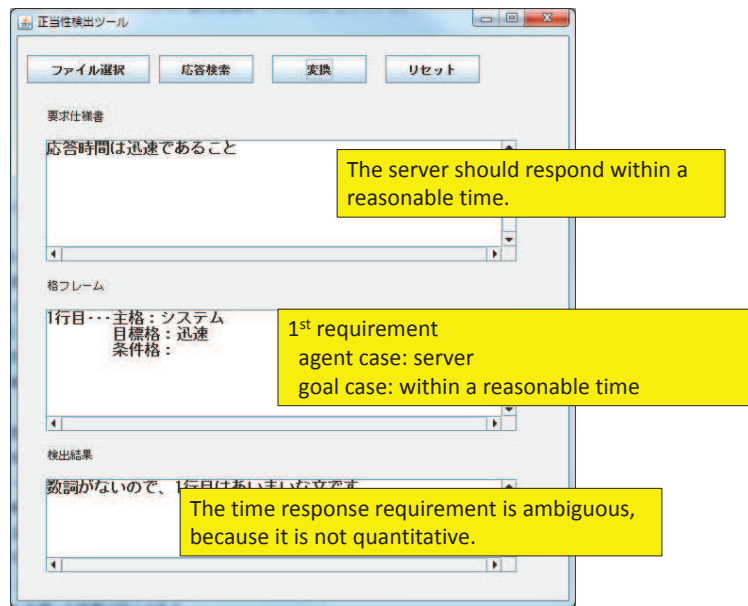 正当性検出ツール
ファイル選択 応答検索 変換 リセット
要求仕様書
応答時間は迅速であること
The server should respond within a
reasonable time.
格フレーム
1行目・・・主格：システム
目標格：迅速
条件格：
1st requirement
agent case: server
goal case: within a reasonable time
検出結果
数詞がないので、1行目はあいまいな文です
The time response requirement is ambiguous,
because it is not quantitative.